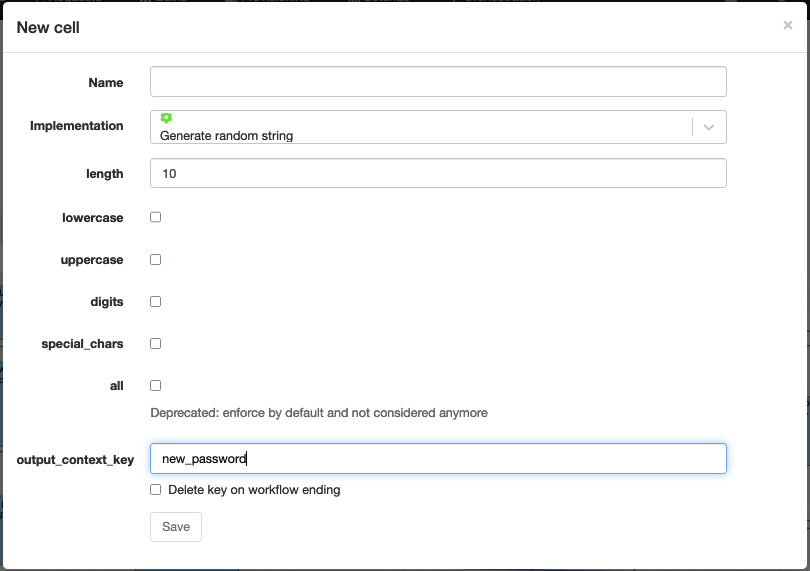 New cell
×
Name
Implementation
Generate random string
length
10
lowercase
uppercase
digits
special_chars
all
Deprecated: enforce by default and not considered anymore
output_context_key
new_password
Delete key on workflow ending
Save